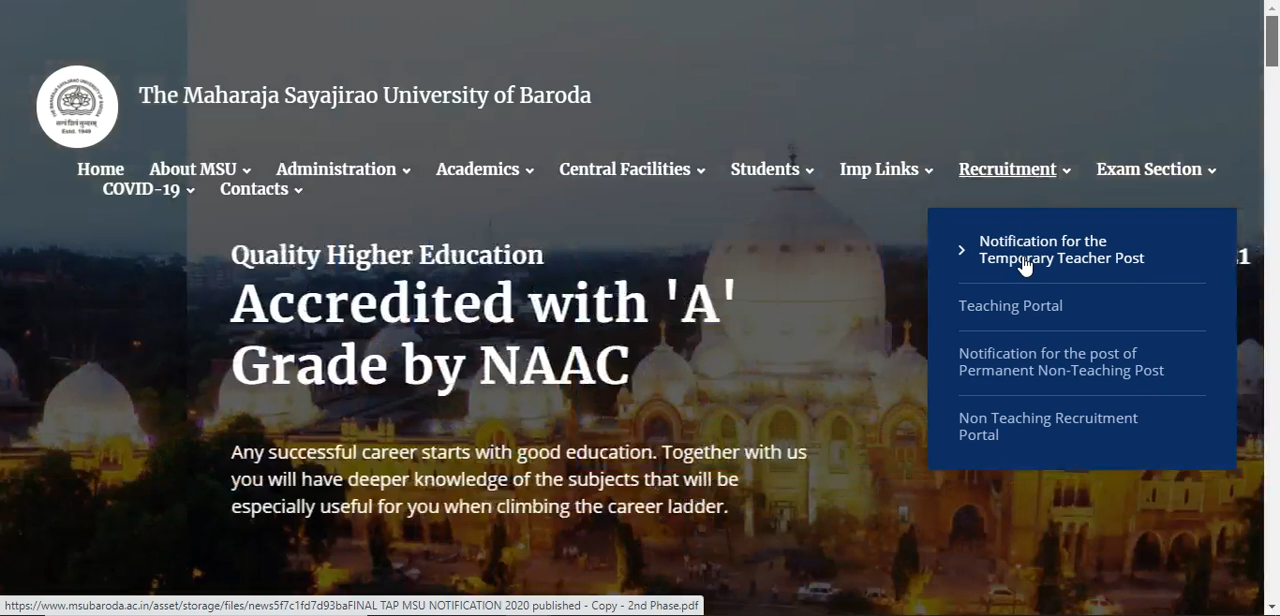 The Maharaja Sayajirao University of Baroda
Estd. 1949
Home About MSU Administration Academics Central Facilities Students Imp Links Recruitment Exam Section
COVID-19 Contacts
Quality Higher Education
Accredited with 'A'
Grade by NAAC
Any successful career starts with good education. Together with us
you will have deeper knowledge of the subjects that will be
especially useful for you when climbing the career ladder.
Notification for the
Temporary Teacher Post
Teaching Portal
Notification for the post of
Permanent Non-Teaching Post
Non Teaching Recruitment
Portal
https://www.msubaroda.ac.in/asset/storage/files/news5f7c1fd7d93baFINAL TAP MSU NOTIFICATION 2020 published - Copy - 2nd Phase.pdf